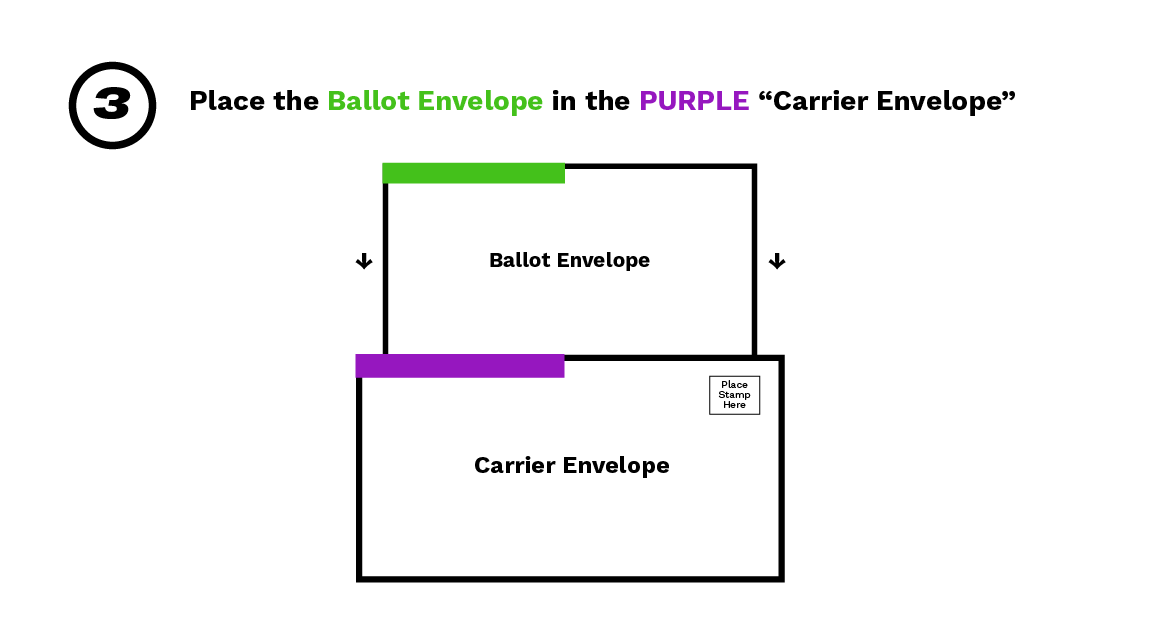 3
Place the Ballot Envelope in the PURPLE “Carrier Envelope”
Ballot Envelope
Place
Stamp
Here
Carrier Envelope